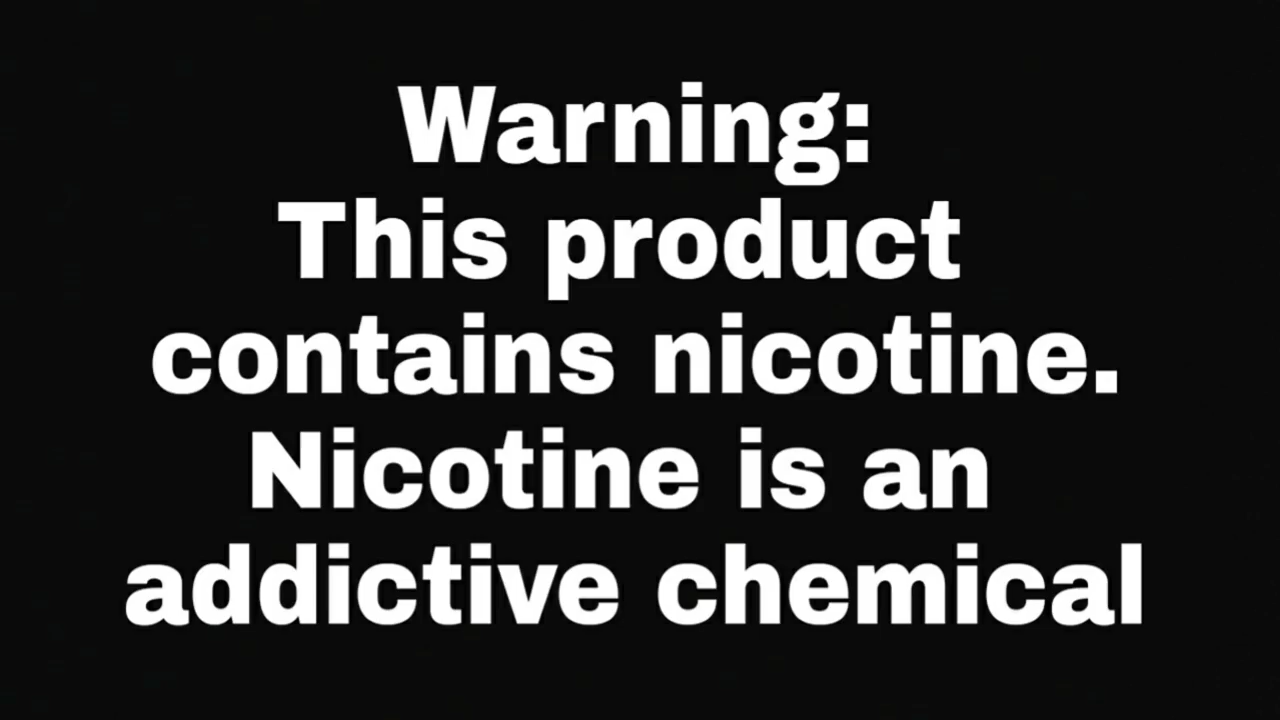 Warning:
This product
contains nicotine.
Nicotine is an
addictive chemical